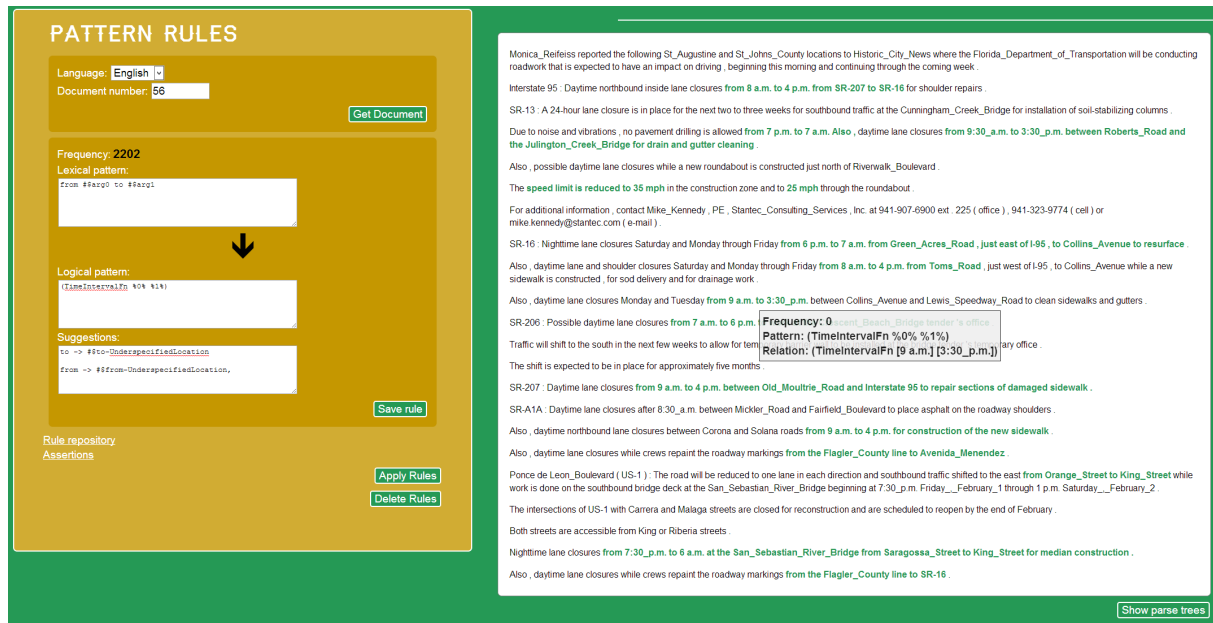 PATTERN RULES
Language: English
Document number: 56
Get Document
Frequency: 2202
Lexical pattern:
from #$arg0 to #$arg1
Logical pattern:
(TimeIntervalFn %0% %1%)
Suggestions:
to -> #$to-UnderspecifiedLocation
from -> #$from-UnderspecifiedLocation,
Save rule
Rule repository
Assertions
Apply Rules
Delete Rules
Monica_Reifeiss reported the following St_Augustine and St_Johns_County locations to Historic_City_News where the Florida_Department_of_Transportation will be conducting
roadwork that is expected to have an impact on driving , beginning this morning and continuing through the coming week .
Interstate 95 : Daytime northbound inside lane closures from 8 a.m. to 4 p.m. from SR-207 to SR-16 for shoulder repairs .
SR-13 : A 24-hour lane closure is in place for the next two to three weeks for southbound traffic at the Cunningham_Creek_Bridge for installation of soil-stabilizing columns .
Due to noise and vibrations , no pavement drilling is allowed from 7 p.m. to 7 a.m. Also , daytime lane closures from 9:30_a.m. to 3:30_p.m. between Roberts_Road and
the Julington_Creek_Bridge for drain and gutter cleaning .
Also , possible daytime lane closures while a new roundabout is constructed just north of Riverwalk_Boulevard .
The speed limit is reduced to 35 mph in the construction zone and to 25 mph through the roundabout .
For additional information , contact Mike_Kennedy , PE , Stantec_Consulting_Services , Inc. at 941-907-6900 ext . 225 ( office ) , 941-323-9774 ( cell ) or
mike.kennedy@stantec.com ( e-mail ) .
SR-16 : Nighttime lane closures Saturday and Monday through Friday from 6 p.m. to 7 a.m. from Green_Acres_Road , just east of I-95 , to Collins_Avenue to resurface .
Also , daytime lane and shoulder closures Saturday and Monday through Friday from 8 a.m. to 4 p.m. from Toms_Road , just west of I-95 , to Collins_Avenue while a new
sidewalk is constructed , for sod delivery and for drainage work .
Also , daytime lane closures Monday and Tuesday from 9 a.m. to 3:30_p.m. between Collins_Avenue and Lewis_Speedway_Road to clean sidewalks and gutters .
SR-206 : Possible daytime lane closures from 7 a.m. to 6 p.m. tender 's office
Frequency: 0
Pattern: (TimeIntervalFn %0% %1%)
Relation: (TimeIntervalFn [9 a.m.] [3:30_p.m.])
Traffic will shift to the south in the next few weeks to allow for office .
The shift is expected to be in place for approximately five months .
SR-207 : Daytime lane closures from 9 a.m. to 4 p.m. between Old_Moultrie_Road and Interstate 95 to repair sections of damaged sidewalk .
SR-A1A : Daytime lane closures after 8:30_a.m. between Mickler_Road and Fairfield_Boulevard to place asphalt on the roadway shoulders .
Also , daytime northbound lane closures between Corona and Solana roads from 9 a.m. to 4 p.m. for construction of the new sidewalk .
Also , daytime lane closures while crews repaint the roadway markings from the Flagler_County line to Avenida_Menendez .
Ponce de Leon_Boulevard ( US-1 ) : The road will be reduced to one lane in each direction and southbound traffic shifted to the east from Orange_Street to King_Street while
work is done on the southbound bridge deck at the San_Sebastian_River_Bridge beginning at 7:30_p.m. Friday_,_February_1 through 1 p.m. Saturday_,_February_2 .
The intersections of US-1 with Carrera and Malaga streets are closed for reconstruction and are scheduled to reopen by the end of February .
Both streets are accessible from King or Riberia streets .
Nighttime lane closures from 7:30_p.m. to 6 a.m. at the San_Sebastian_River_Bridge from Saragossa_Street to King_Street for median construction .
Also , daytime lane closures while crews repaint the roadway markings from the Flagler_County line to SR-16 .
Show parse trees